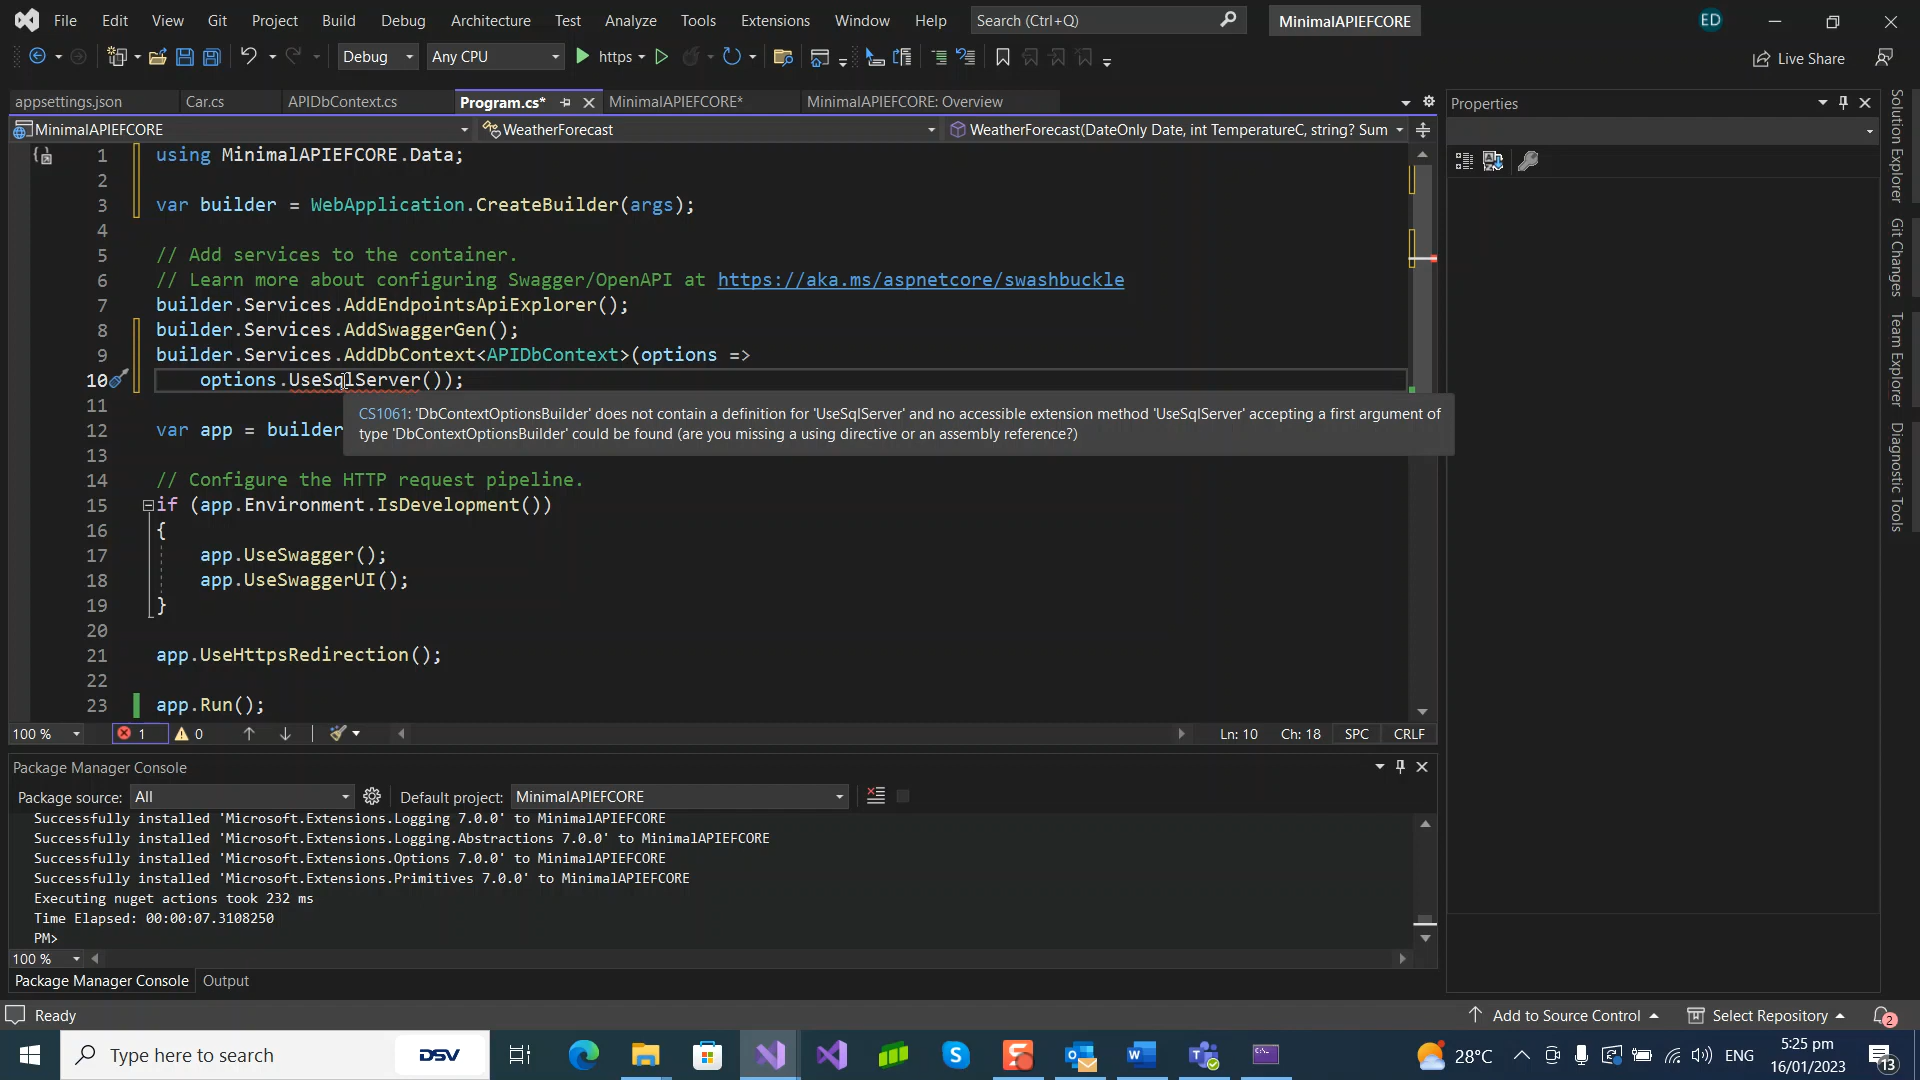 File Edit View Git Project Build Debug Architecture Test Analyze Tools Extensions Window Help Search (Ctrl+Q) MinimalAPIEFCORE ED
Debug Any CPU https Live Share
appsettings.json Car.cs APIDbContext.cs Program.cs* MinimalAPIEFCORE* MinimalAPIEFCORE: Overview
MinimalAPIEFCORE WeatherForecast WeatherForecast(DateOnly Date, int TemperatureC, string? Sum
1 using MinimalAPIEFCORE.Data;
2
3 var builder = WebApplication.CreateBuilder(args);
4
5 // Add services to the container.
6 // Learn more about configuring Swagger/OpenAPI at https://aka.ms/aspnetcore/swashbuckle
7 builder.Services.AddEndpointsApiExplorer();
8 builder.Services.AddSwaggerGen();
9 builder.Services.AddDbContext<APIDbContext>(options =>
10 options.UseSqlServer());
CS1061: 'DbContextOptionsBuilder' does not contain a definition for 'UseSqlServer' and no accessible extension method 'UseSqlServer' accepting a first argument of
type 'DbContextOptionsBuilder' could be found (are you missing a using directive or an assembly reference?)
11
12 var app = builder
13
14 // Configure the HTTP request pipeline.
15 if (app.Environment.IsDevelopment())
16 {
17 app.UseSwagger();
18 app.UseSwaggerUI();
19 }
20
21 app.UseHttpsRedirection();
22
23 app.Run();
100 % 1 0 Ln: 10 Ch: 18 SPC CRLF
Package Manager Console
Package source: All Default project: MinimalAPIEFCORE
Successfully installed 'Microsoft.Extensions.Logging 7.0.0' to MinimalAPIEFCORE
Successfully installed 'Microsoft.Extensions.Logging.Abstractions 7.0.0' to MinimalAPIEFCORE
Successfully installed 'Microsoft.Extensions.Options 7.0.0' to MinimalAPIEFCORE
Successfully installed 'Microsoft.Extensions.Primitives 7.0.0' to MinimalAPIEFCORE
Executing nuget actions took 232 ms
Time Elapsed: 00:00:07.3108250
PM>
100 %
Package Manager Console Output
Properties
Solution Explorer
Git Changes
Team Explorer
Diagnostic Tools
Ready Add to Source Control Select Repository 2
Type here to search DSV 28°C ENG
5:25 pm
16/01/2023
13